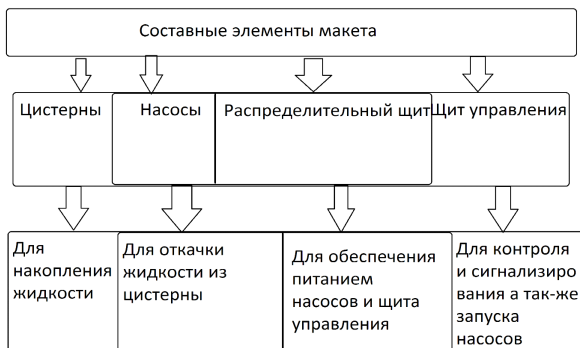 Составные элементы макета
Цистерны
Насосы
Распределительный щит
Щит управления
Для
накопления
жидкости
Для откачки
жидкости из
цистерны
Для обеспечения
питанием
насосов и щита
управления
Для контроля
и сигнализиро
вания а так-же
запуска
насосов